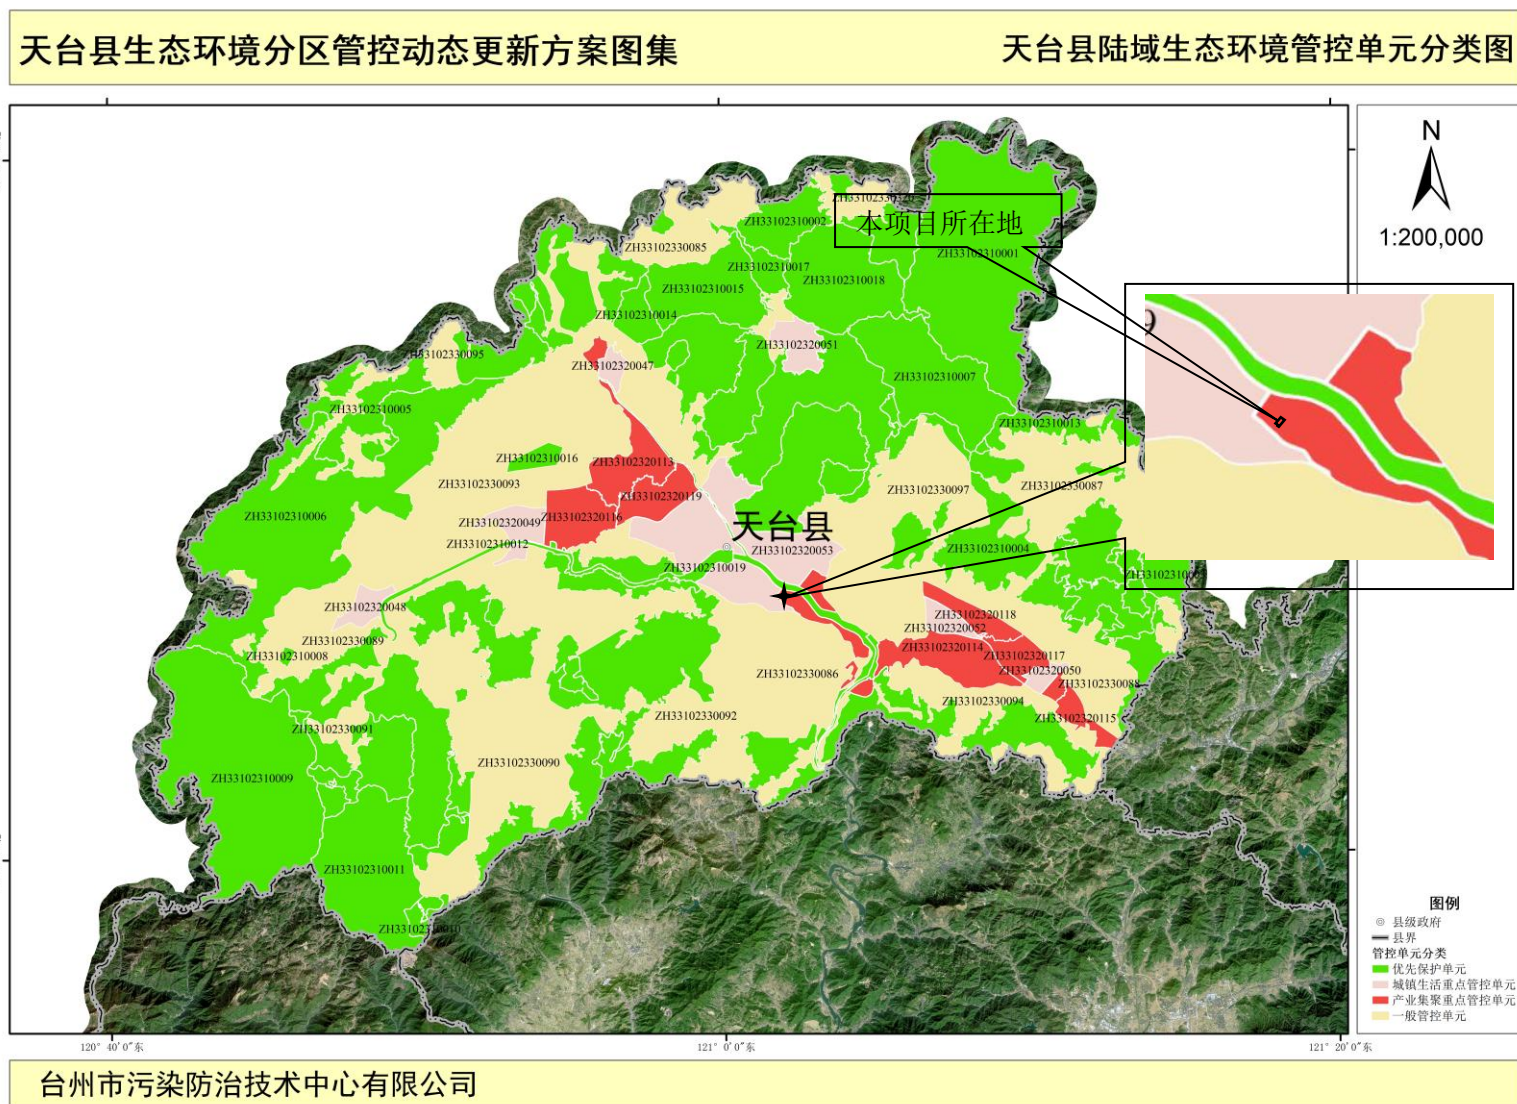 天台县生态环境分区管控动态更新方案图集
天台县陆域生态环境管控单元分类图
N
1:200,000
本项目所在地
ZH33102310002
ZH33102330085
ZH33102310001
ZH33102310017
ZH33102310018
ZH33102310015
ZH33102310014
ZH33102320051
ZH33102330095
ZH33102320047
ZH33102310007
ZH33102310005
ZH33102310013
ZH33102310016
ZH33102320113
ZH33102330093
ZH33102330097
ZH33102330087
ZH33102320119
ZH33102310006
ZH33102320116
ZH33102320049
天台县
ZH33102310012
ZH33102320053
ZH33102310004
ZH33102310019
ZH33102320048
ZH33102320118
ZH33102320052
ZH33102330089
ZH33102320114
ZH33102310008
ZH33102320117
ZH33102330086
ZH33102320050
ZH33102330088
ZH33102330094
ZH33102330092
ZH33102320115
ZH33102330091
ZH33102330090
ZH33102310009
ZH33102310011
9
图例
县级政府
县界
管控单元分类
优先保护单元
城镇生活重点管控单元
产业集聚重点管控单元
一般管控单元
120° 40′0″东
121° 0′0″东
121° 20′0″东
台州市污染防治技术中心有限公司